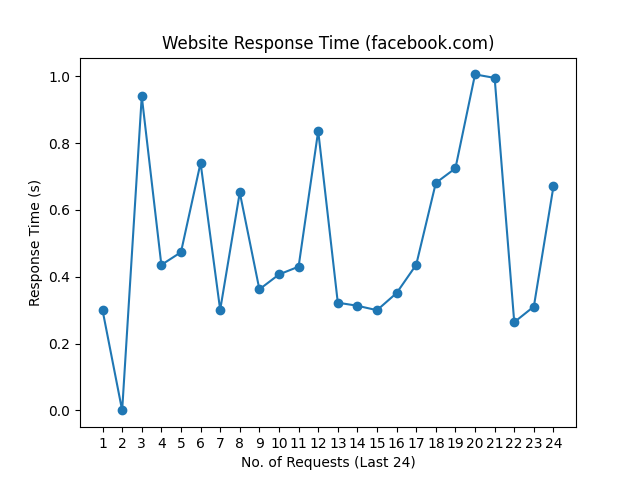 Website Response Time (facebook.com)
Response Time (s)
1.0
0.8
0.6
0.4
0.2
0.0
1 2 3 4 5 6 7 8 9 10 11 12 13 14 15 16 17 18 19 20 21 22 23 24
No. of Requests (Last 24)